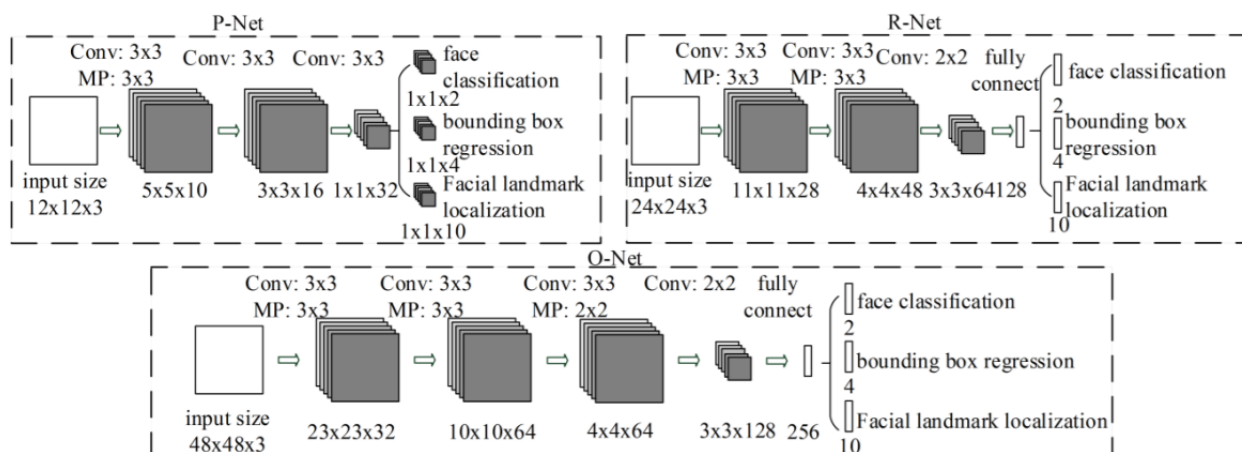 P-Net
Conv: 3x3
MP: 3x3
Conv: 3x3
Conv: 3x3
face
classification
1x1x2
bounding box
regression
1x1x4
Facial landmark
localization
1x1x10
input size
12x12x3
5x5x10
3x3x16
1x1x32
R-Net
Conv: 3x3
MP: 3x3
Conv: 3x3
MP: 3x3
Conv: 2x2
fully
connect
face classification
2
bounding box
regression
4
Facial landmark
localization
10
input size
24x24x3
11x11x28
4x4x48
3x3x64
128
O-Net
Conv: 3x3
MP: 3x3
Conv: 3x3
MP: 3x3
Conv: 3x3
MP: 2x2
Conv: 2x2
fully
connect
face classification
2
bounding box regression
4
Facial landmark localization
10
input size
48x48x3
23x23x32
10x10x64
4x4x64
3x3x128
256